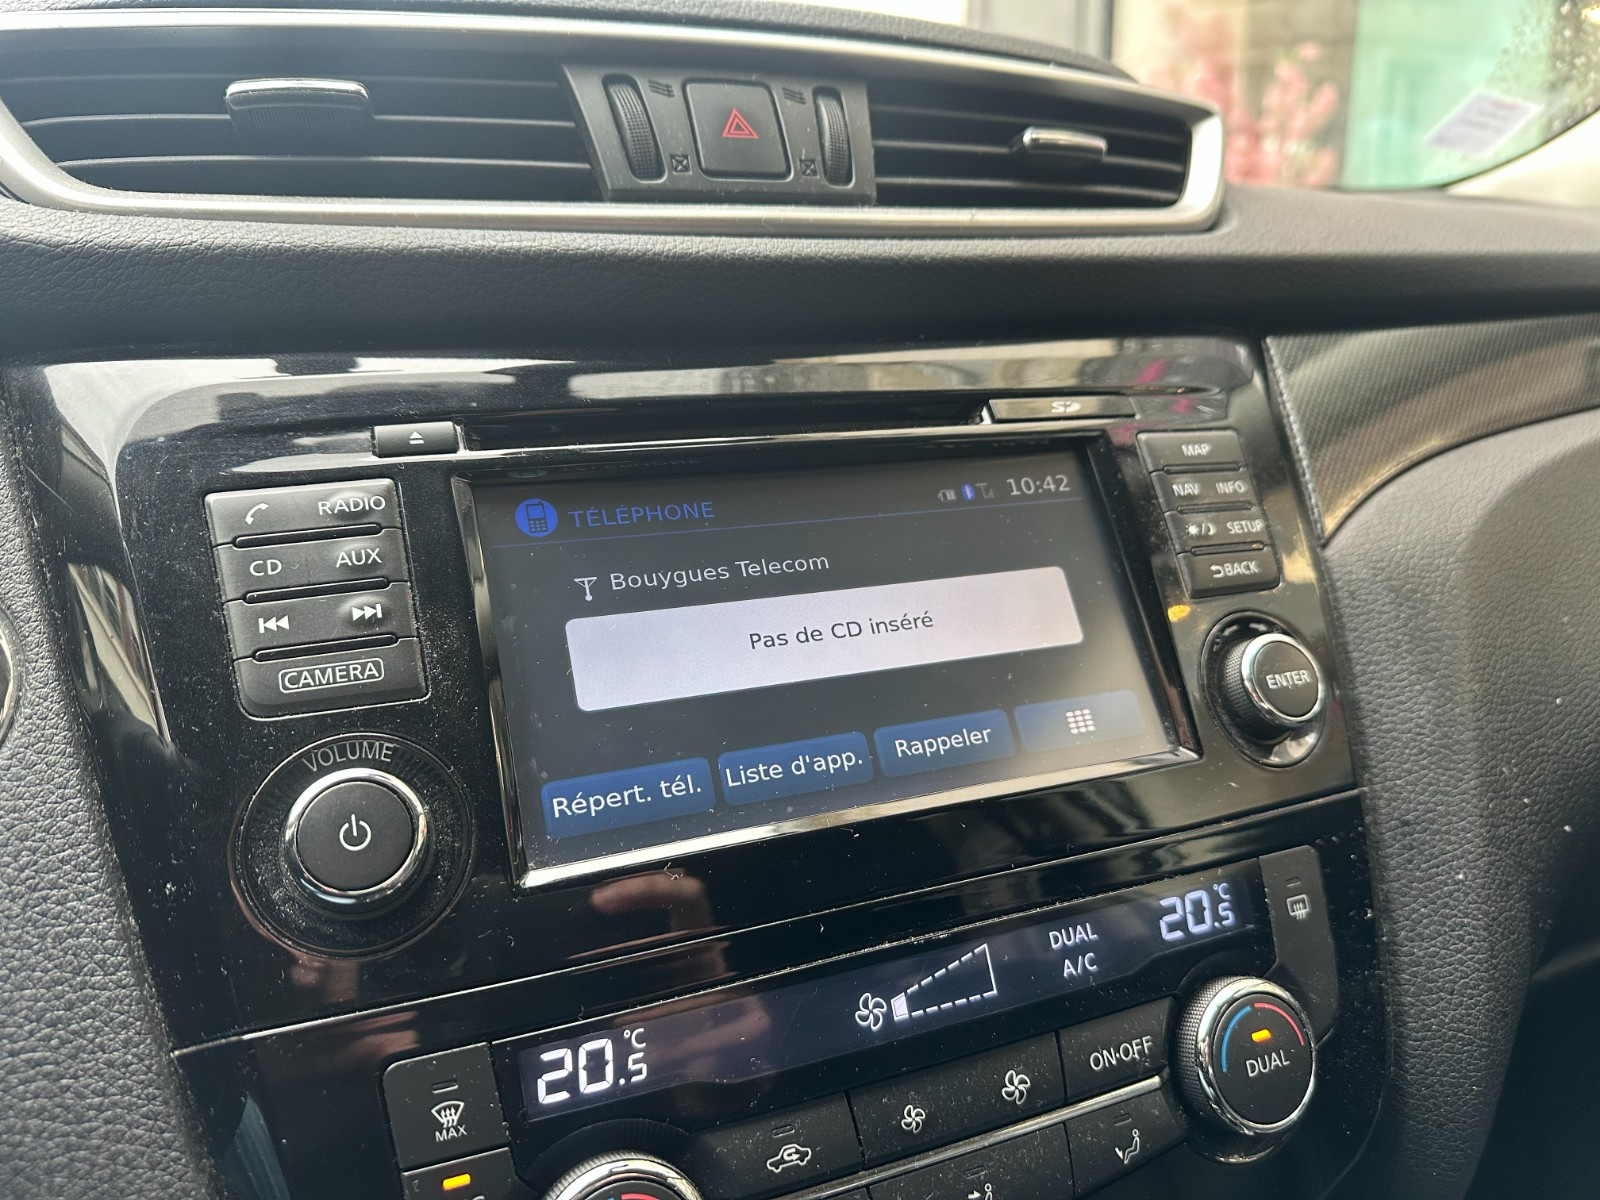 SD
RADIO
CD AUX
CAMERA
VOLUME
TÉLÉPHONE 10:42
Bouygues Telecom
Pas de CD inséré
Répert. tél. Liste d'app. Rappeler
MAP
NAV INFO
SETUP
BACK
ENTER
20.5 °C
DUAL
A/C
20.5 °C
MAX
ON·OFF
DUAL